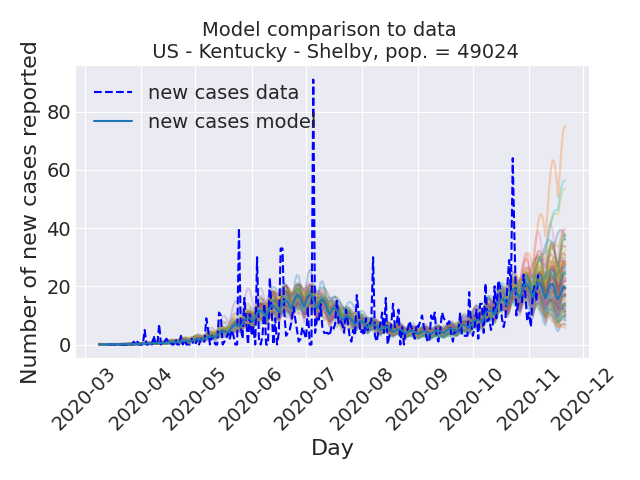 Model comparison to data
US - Kentucky - Shelby, pop. = 49024
Number of new cases reported
80
60
40
20
0
new cases data
new cases model
2020-03
2020-04
2020-05
2020-06
2020-07
2020-08
2020-09
2020-10
2020-11
2020-12
Day